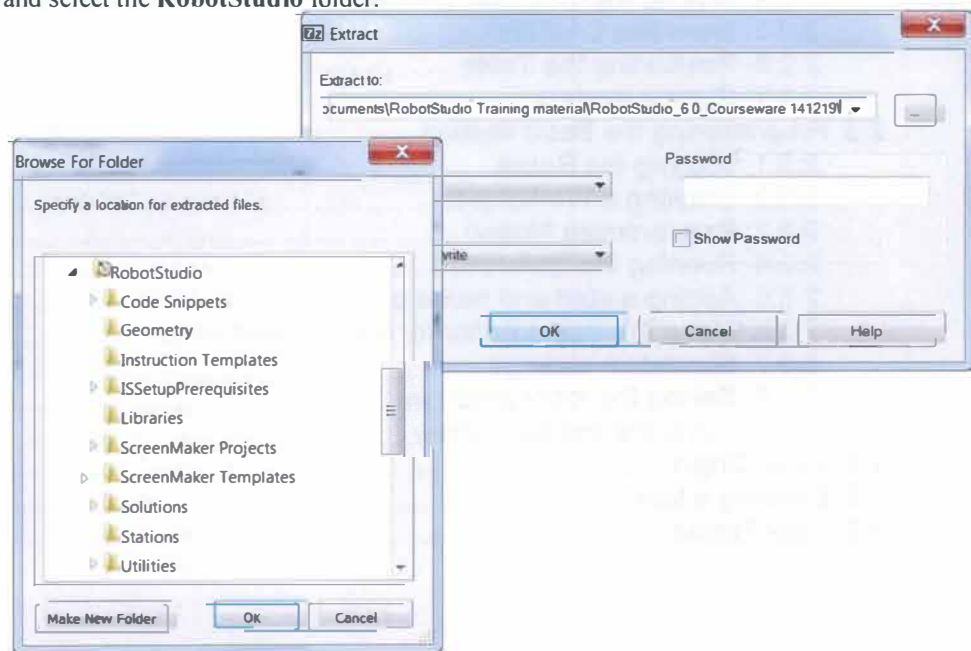 and select the RobotStudio folder.
Extract
Extract to:
ocuments\RobotStudio Training material\RobotStudio_6 0_Courseware 141219\
...
Password
Show Password
write
OK
Cancel
Help
Browse For Folder
Specify a location for extracted files.
RobotStudio
Code Snippets
Geometry
Instruction Templates
ISSetupPrerequisites
Libraries
ScreenMaker Projects
ScreenMaker Templates
Solutions
Stations
Utilities
Make New Folder
OK
Cancel